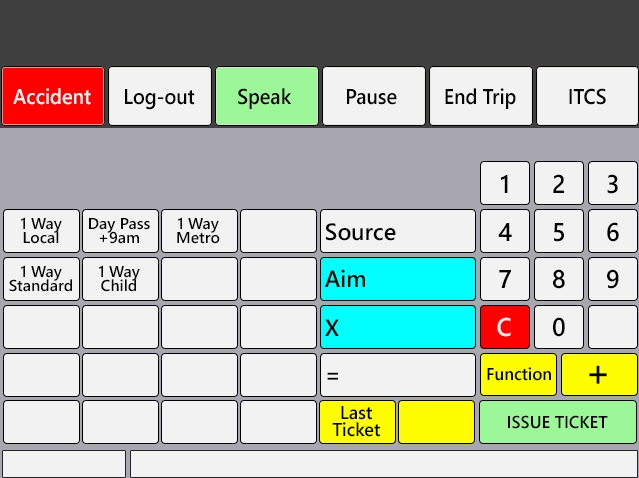 Accident Log-out Speak Pause End Trip ITCS
1 2 3
1 Way
Local
Day Pass
+9am
1 Way
Metro
Source
4 5 6
1 Way
Standard
1 Way
Child
Aim
7 8 9
X
C 0
=
Function +
Last
Ticket
ISSUE TICKET